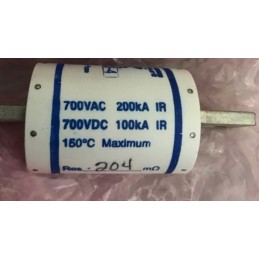 700VAC 200kA IR
700VDC 100kA IR
150°C Maximum
Res. .204 mΩ